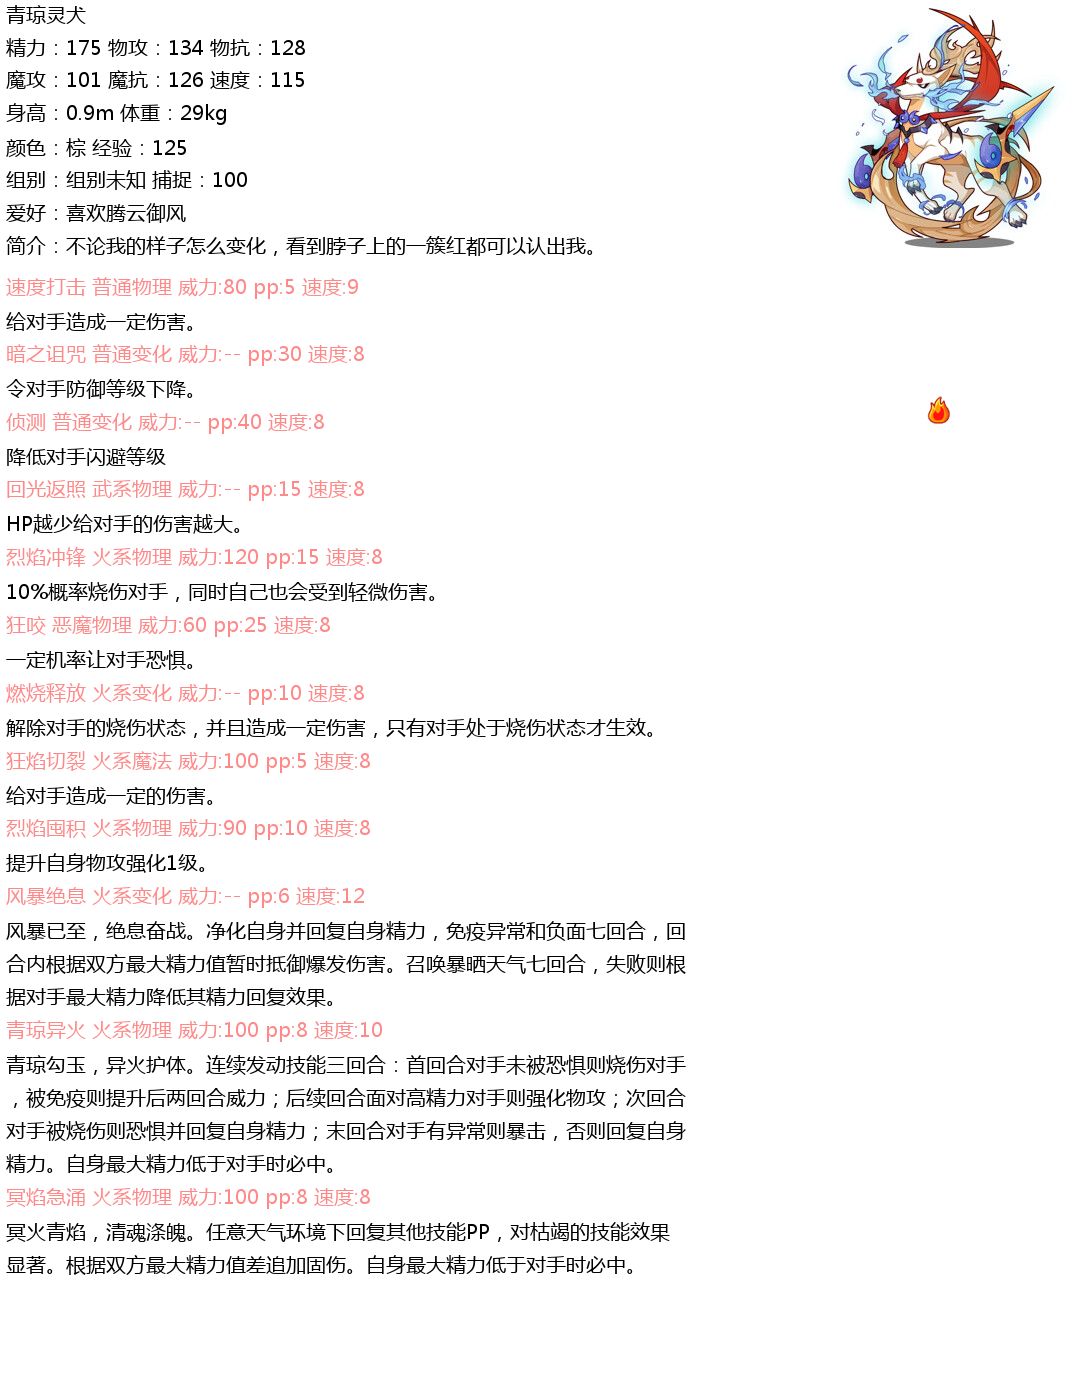 青琼灵犬
精力：175 物攻：134 物抗：128
魔攻：101 魔抗：126 速度：115
身高：0.9m 体重：29kg
颜色：棕 经验：125
组别：组别未知 捕捉：100
爱好：喜欢腾云御风
简介：不论我的样子怎么变化，看到脖子上的一簇红都可以认出我。
速度打击 普通物理 威力:80 pp:5 速度:9
给对手造成一定伤害。
暗之诅咒 普通变化 威力:-- pp:30 速度:8
令对手防御等级下降。
侦测 普通变化 威力:-- pp:40 速度:8
降低对手闪避等级
回光返照 武系物理 威力:-- pp:15 速度:8
HP越少给对手的伤害越大。
烈焰冲锋 火系物理 威力:120 pp:15 速度:8
10%概率烧伤对手，同时自己也会受到轻微伤害。
狂咬 恶魔物理 威力:60 pp:25 速度:8
一定机率让对手恐惧。
燃烧释放 火系变化 威力:-- pp:10 速度:8
解除对手的烧伤状态，并且造成一定伤害，只有对手处于烧伤状态才生效。
狂焰切裂 火系魔法 威力:100 pp:5 速度:8
给对手造成一定的伤害。
烈焰囤积 火系物理 威力:90 pp:10 速度:8
提升自身物攻强化1级。
风暴绝息 火系变化 威力:-- pp:6 速度:12
风暴已至，绝息奋战。净化自身并回复自身精力，免疫异常和负面七回合，回
合内根据双方最大精力值暂时抵御爆发伤害。召唤暴晒天气七回合，失败则根
据对手最大精力降低其精力回复效果。
青琼异火 火系物理 威力:100 pp:8 速度:10
青琼勾玉，异火护体。连续发动技能三回合：首回合对手未被恐惧则烧伤对手
，被免疫则提升后两回合威力；后续回合面对高精力对手则强化物攻；次回合
对手被烧伤则恐惧并回复自身精力；末回合对手有异常则暴击，否则回复自身
精力。自身最大精力低于对手时必中。
冥焰急涌 火系物理 威力:100 pp:8 速度:8
冥火青焰，清魂涤魄。任意天气环境下回复其他技能PP，对枯竭的技能效果
显著。根据双方最大精力值差追加固伤。自身最大精力低于对手时必中。